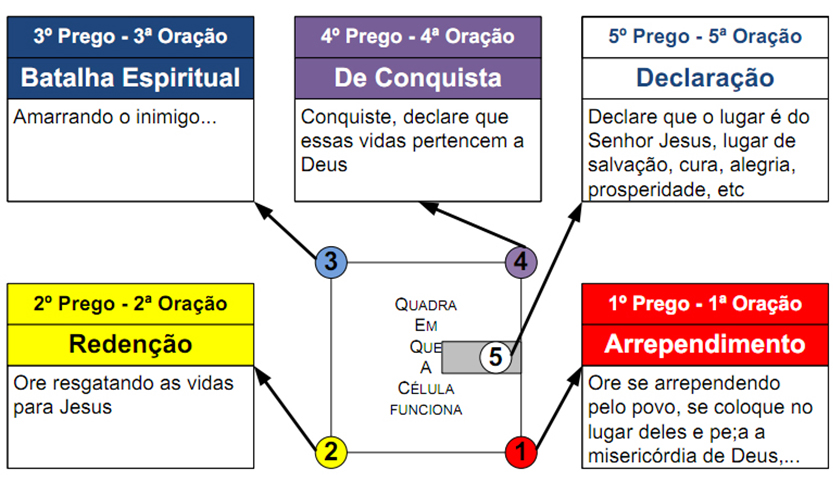 3º Prego - 3ª Oração
Batalha Espiritual
Amarrando o inimigo...
4º Prego - 4ª Oração
De Conquista
Conquiste, declare que
essas vidas pertencem a
Deus
5º Prego - 5ª Oração
Declaração
Declare que o lugar é do
Senhor Jesus, lugar de
salvação, cura, alegria,
prosperidade, etc
3
4
QUADRA
EM
QUE
A
CÉLULA
FUNCIONA
5
2
1
2º Prego - 2ª Oração
Redenção
Ore resgatando as vidas
para Jesus
1º Prego - 1ª Oração
Arrependimento
Ore se arrependendo
pelo povo, se coloque no
lugar deles e pe;a a
misericórdia de Deus,...